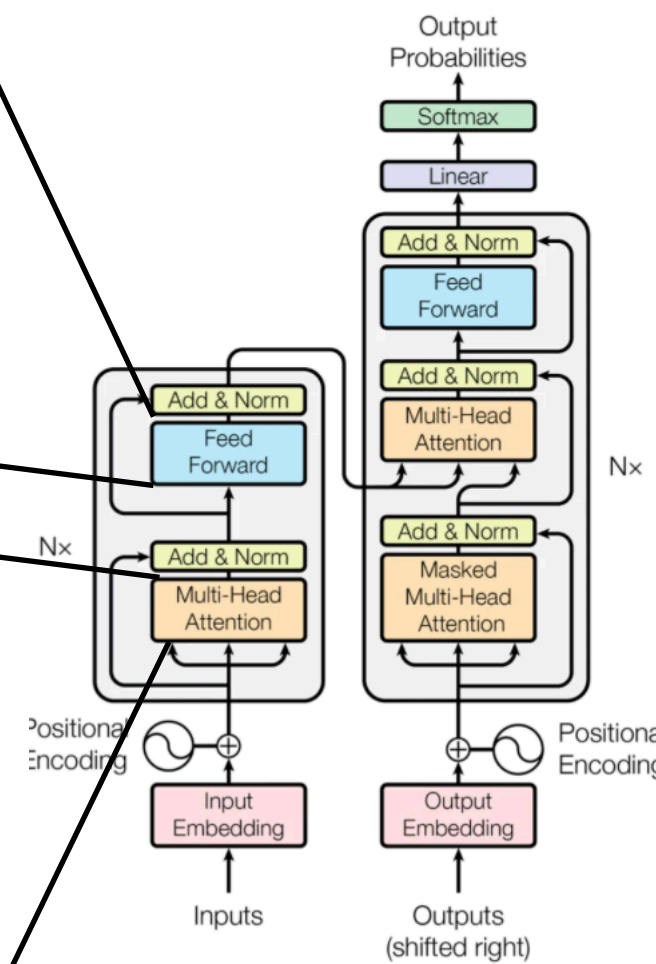 Output
Probabilities
Softmax
Linear
Add & Norm
Feed
Forward
Add & Norm
Multi-Head
Attention
Add & Norm
Masked
Multi-Head
Attention
N×
Add & Norm
Feed
Forward
Add & Norm
Multi-Head
Attention
N×
Positional
Encoding
Input
Embedding
Inputs
Positiona
Encoding
Output
Embedding
Outputs
(shifted right)